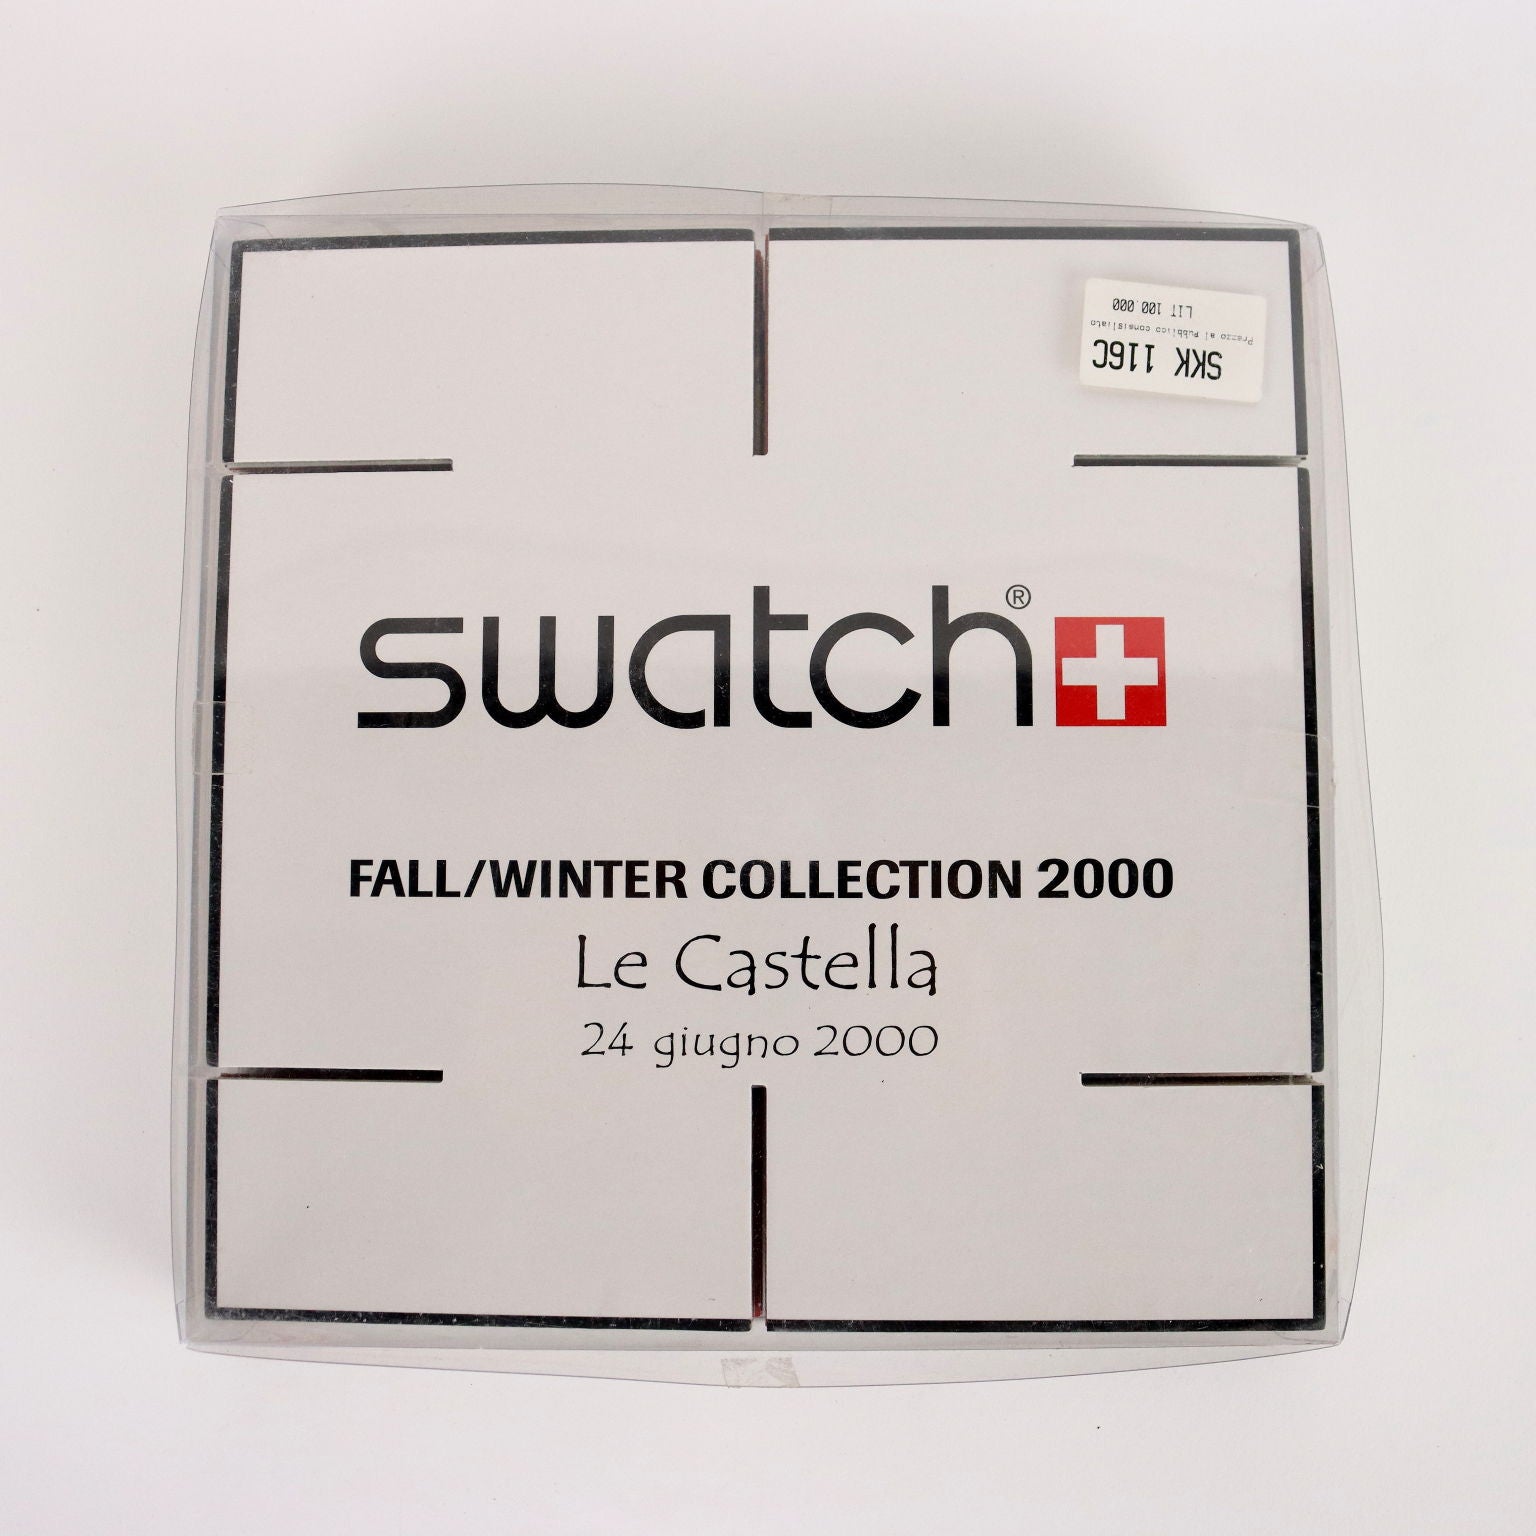 SKK 116C
Prezzo al Pubblico consigliato
LIT 100.000
swatch®
FALL/WINTER COLLECTION 2000
Le Castella
24 giugno 2000